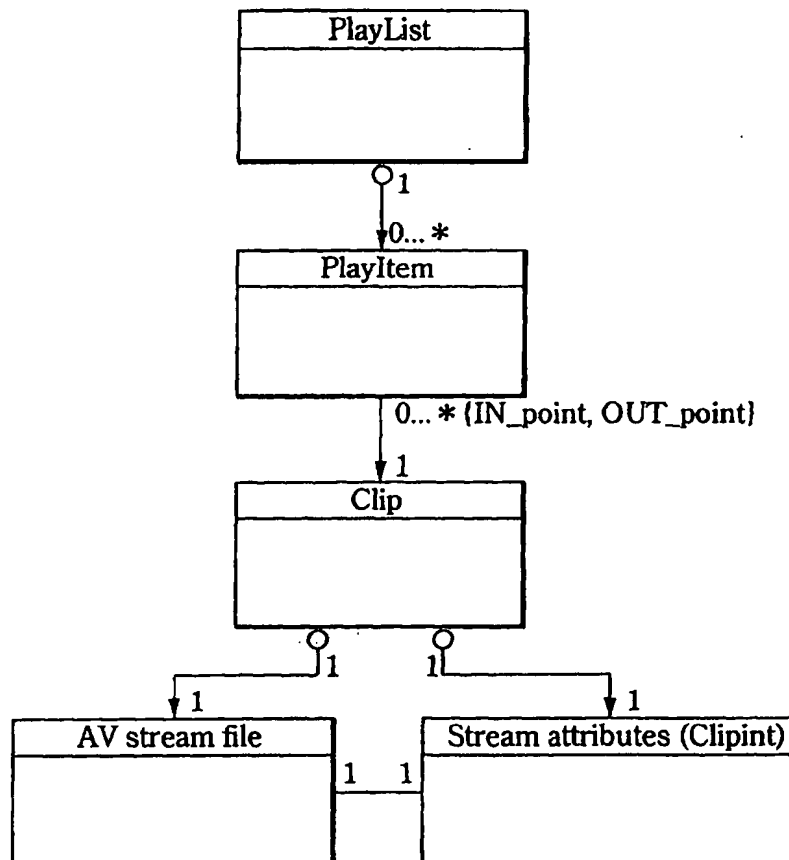 PlayList
1
0... *
PlayItem
0... * {IN_point, OUT_point}
1
Clip
1 1
1 1
AV stream file Stream attributes (Clipint)
1 1